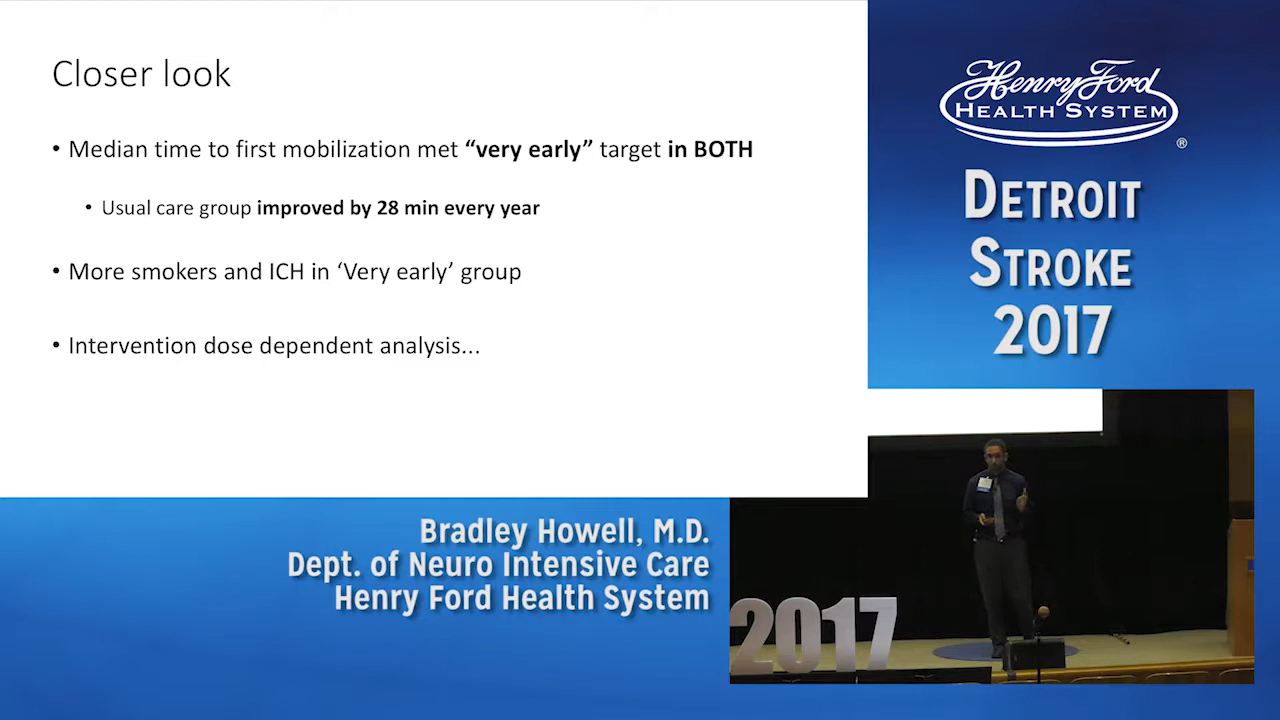 Closer look
• Median time to first mobilization met “very early” target in BOTH
• Usual care group improved by 28 min every year
• More smokers and ICH in ‘Very early’ group
• Intervention dose dependent analysis...
Henry Ford
HEALTH SYSTEM
®
DETROIT
STROKE
2017
Bradley Howell, M.D.
Dept. of Neuro Intensive Care
Henry Ford Health System
2017